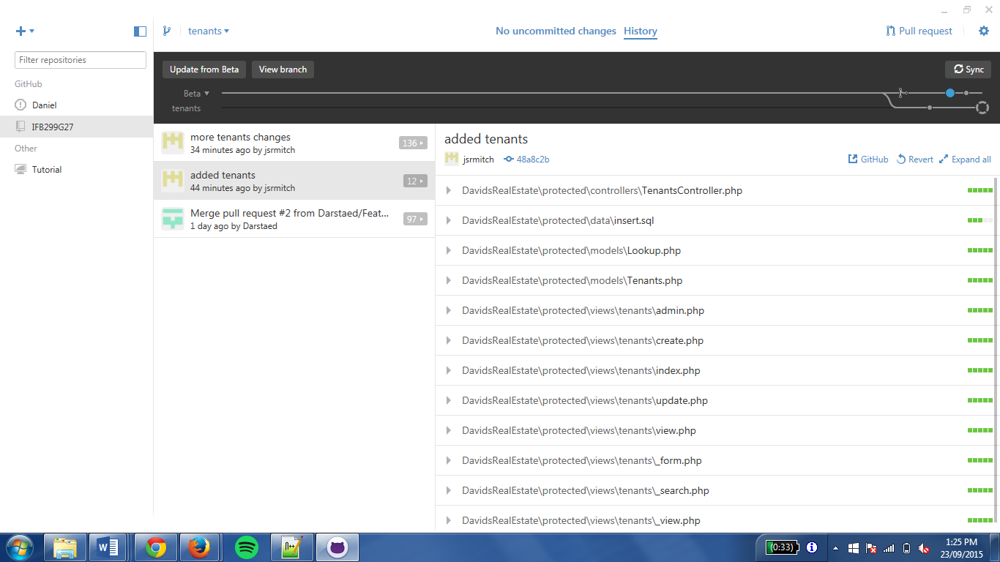 tenants
No uncommitted changes History
Pull request
Filter repositories
GitHub
Daniel
IFB299G27
Other
Tutorial
Update from Beta
View branch
Sync
Beta
tenants
more tenants changes
34 minutes ago by jsrmitch
136
added tenants
44 minutes ago by jsrmitch
12
Merge pull request #2 from Darstaed/Feat...
1 day ago by Darstaed
97
added tenants
jsrmitch 48a8c2b
GitHub Revert Expand all
DavidsRealEstate\protected\controllers\TenantsController.php
DavidsRealEstate\protected\data\insert.sql
DavidsRealEstate\protected\models\Lookup.php
DavidsRealEstate\protected\models\Tenants.php
DavidsRealEstate\protected\views\tenants\admin.php
DavidsRealEstate\protected\views\tenants\create.php
DavidsRealEstate\protected\views\tenants\index.php
DavidsRealEstate\protected\views\tenants\update.php
DavidsRealEstate\protected\views\tenants\view.php
DavidsRealEstate\protected\views\tenants\_form.php
DavidsRealEstate\protected\views\tenants\_search.php
DavidsRealEstate\protected\views\tenants\_view.php
(0:33)
1:25 PM
23/09/2015